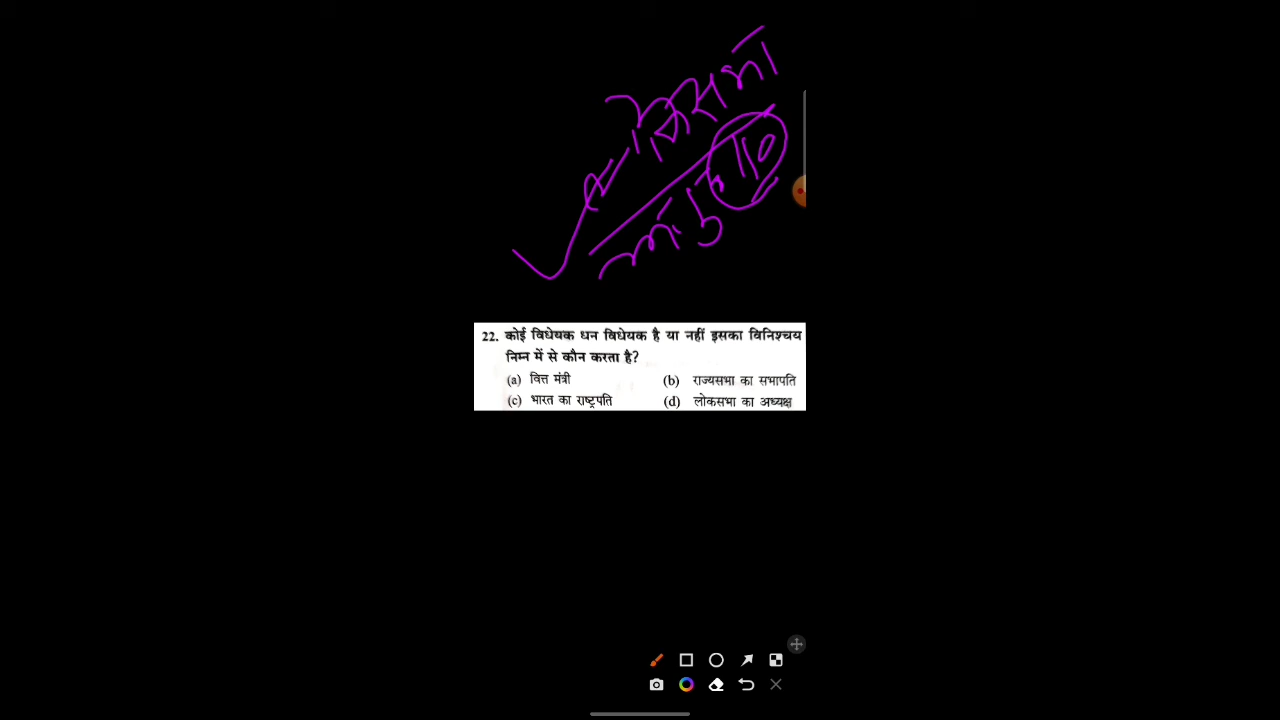 22. कोई विधेयक धन विधेयक है या नहीं इसका विनिश्चय
निम्न में से कौन करता है?
(a) वित्त मंत्री (b) राज्यसभा का सभापति
(c) भारत का राष्ट्रपति (d) लोकसभा का अध्यक्ष